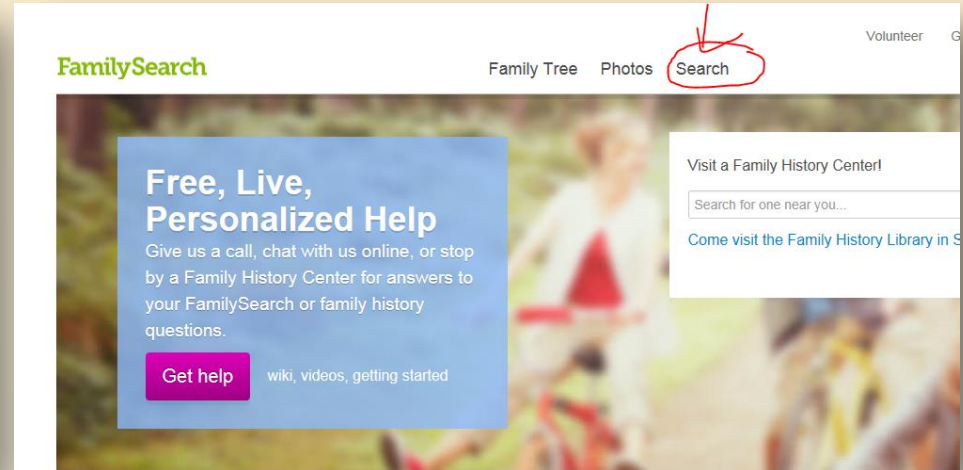 Volunteer G
FamilySearch
Family Tree Photos Search
Free, Live,
Personalized Help
Give us a call, chat with us online, or stop
by a Family History Center for answers to
your FamilySearch or family history
questions.
Get help wiki, videos, getting started
Visit a Family History Center!
Search for one near you...
Come visit the Family History Library in S